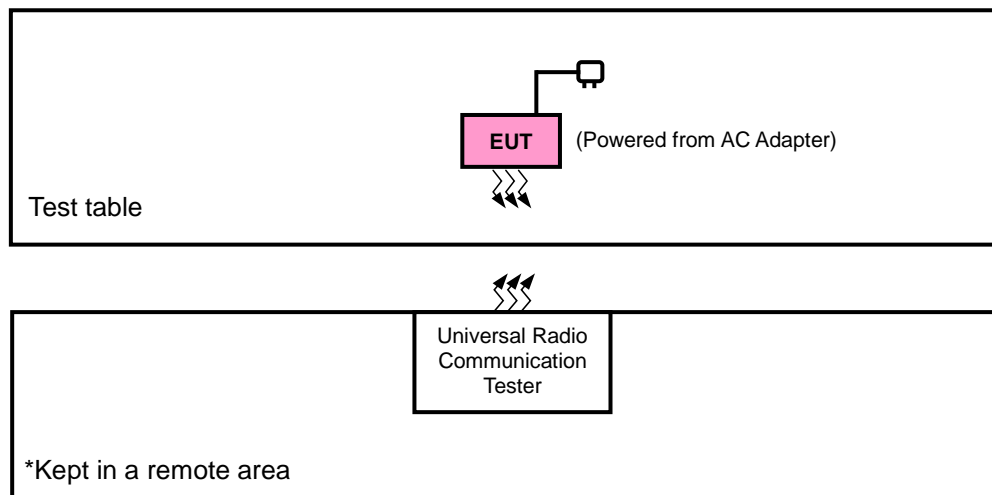 EUT
(Powered from AC Adapter)
Test table
Universal Radio
Communication
Tester
*Kept in a remote area